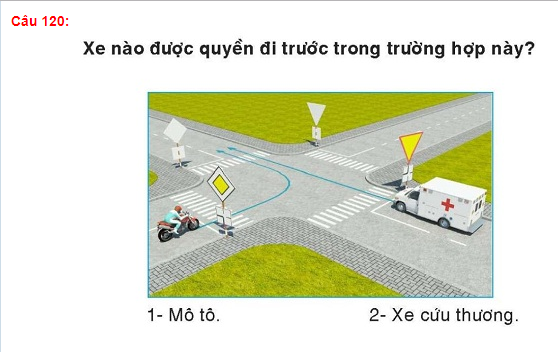 Câu 120:
Xe nào được quyền đi trước trong trường hợp này?
1- Mô tô.
2- Xe cứu thương.